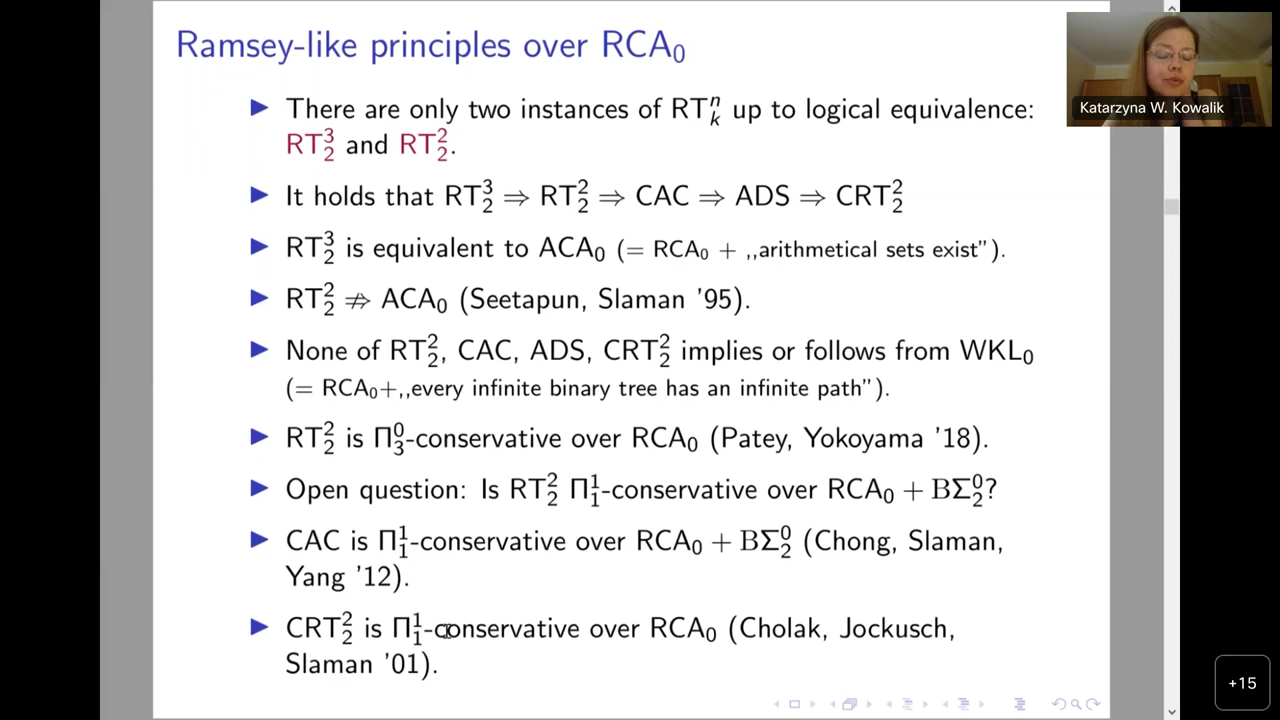 Ramsey-like principles over RCA₀
▶ There are only two instances of RTⁿₖ up to logical equivalence:
RT³₂ and RT²₂.
▶ It holds that RT³₂ ⇒ RT²₂ ⇒ CAC ⇒ ADS ⇒ CRT²₂
▶ RT³₂ is equivalent to ACA₀ (= RCA₀ + ,,arithmetical sets exist”).
▶ RT²₂ ⇏ ACA₀ (Seetapun, Slaman '95).
▶ None of RT²₂, CAC, ADS, CRT²₂ implies or follows from WKL₀
(= RCA₀+,,every infinite binary tree has an infinite path”).
▶ RT²₂ is Π⁰₃-conservative over RCA₀ (Patey, Yokoyama '18).
▶ Open question: Is RT²₂ Π¹₁-conservative over RCA₀ + BΣ⁰₂?
▶ CAC is Π¹₁-conservative over RCA₀ + BΣ⁰₂ (Chong, Slaman,
Yang '12).
▶ CRT²₂ is Π¹₁-conservative over RCA₀ (Cholak, Jockusch,
Slaman '01).
Katarzyna W. Kowalik
+15